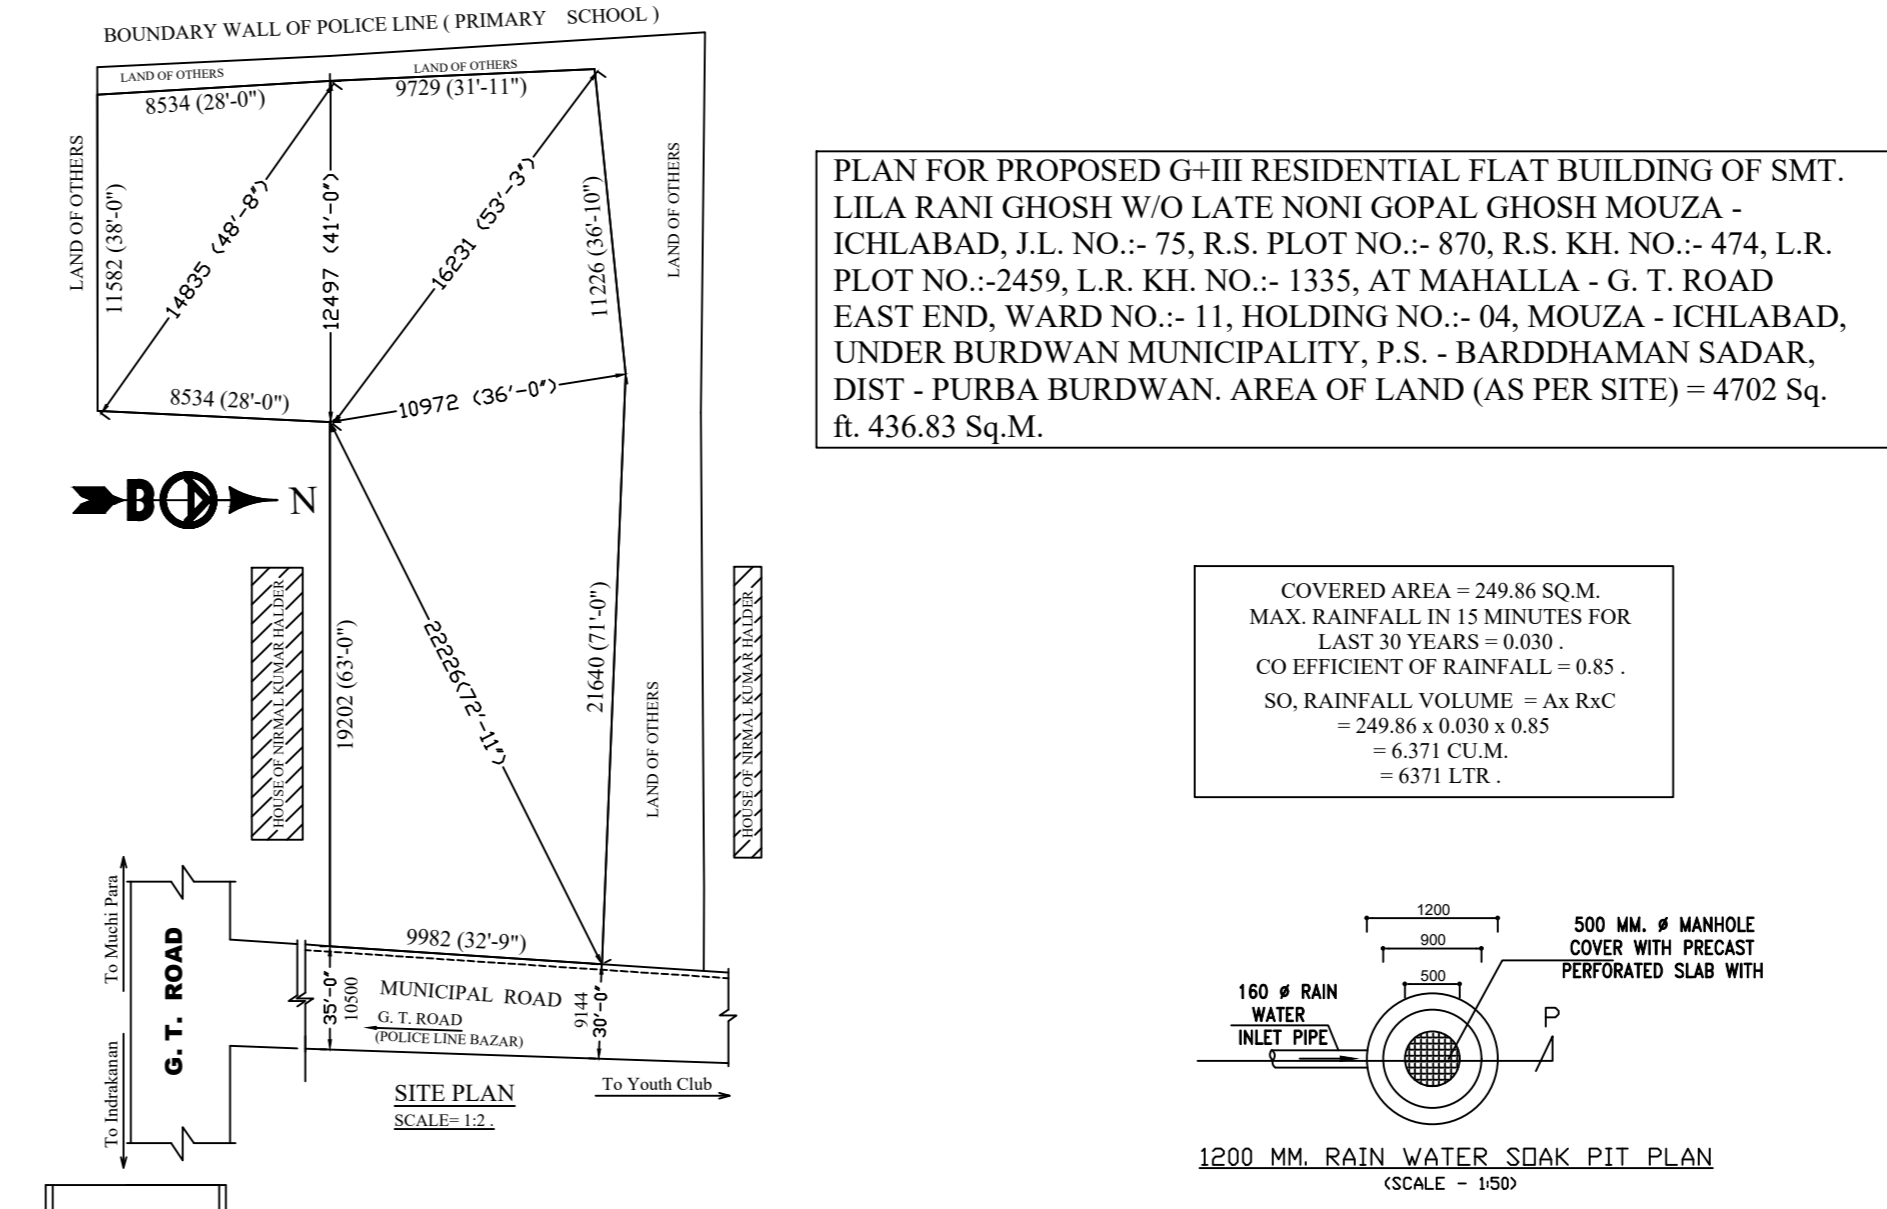 BOUNDARY WALL OF POLICE LINE ( PRIMARY SCHOOL )
LAND OF OTHERS
LAND OF OTHERS
8534 (28'-0")
9729 (31'-11")
LAND OF OTHERS
11582 (38'-0")
14835 (48'-8")
12497 (41'-0")
16231 (53'-3")
11226 (36'-10")
LAND OF OTHERS
8534 (28'-0")
10972 (36'-0")
B
N
HOUSE OF NIRMAL KUMAR HALDER
19202 (63'-0")
22226(72'-11")
21640 (71'-0")
LAND OF OTHERS
HOUSE OF NIRMAL KUMAR HALDER
To Muchi Para
To Indrakanan
G. T. ROAD
9982 (32'-9")
35'-0"
10500
MUNICIPAL ROAD
G. T. ROAD
(POLICE LINE BAZAR)
9144
30'-0"
SITE PLAN
SCALE= 1:2 .
To Youth Club
PLAN FOR PROPOSED G+III RESIDENTIAL FLAT BUILDING OF SMT.
LILA RANI GHOSH W/O LATE NONI GOPAL GHOSH MOUZA -
ICHLABAD, J.L. NO.:- 75, R.S. PLOT NO.:- 870, R.S. KH. NO.:- 474, L.R.
PLOT NO.:-2459, L.R. KH. NO.:- 1335, AT MAHALLA - G. T. ROAD
EAST END, WARD NO.:- 11, HOLDING NO.:- 04, MOUZA - ICHLABAD,
UNDER BURDWAN MUNICIPALITY, P.S. - BARDDHAMAN SADAR,
DIST - PURBA BURDWAN. AREA OF LAND (AS PER SITE) = 4702 Sq.
ft. 436.83 Sq.M.
COVERED AREA = 249.86 SQ.M.
MAX. RAINFALL IN 15 MINUTES FOR
LAST 30 YEARS = 0.030 .
CO EFFICIENT OF RAINFALL = 0.85 .
SO, RAINFALL VOLUME = Ax RxC
= 249.86 x 0.030 x 0.85
= 6.371 CU.M.
= 6371 LTR .
1200
900
500
500 MM. ø MANHOLE
COVER WITH PRECAST
PERFORATED SLAB WITH
160 ø RAIN
WATER
INLET PIPE
P
1200 MM. RAIN WATER SOAK PIT PLAN
(SCALE - 1:50)